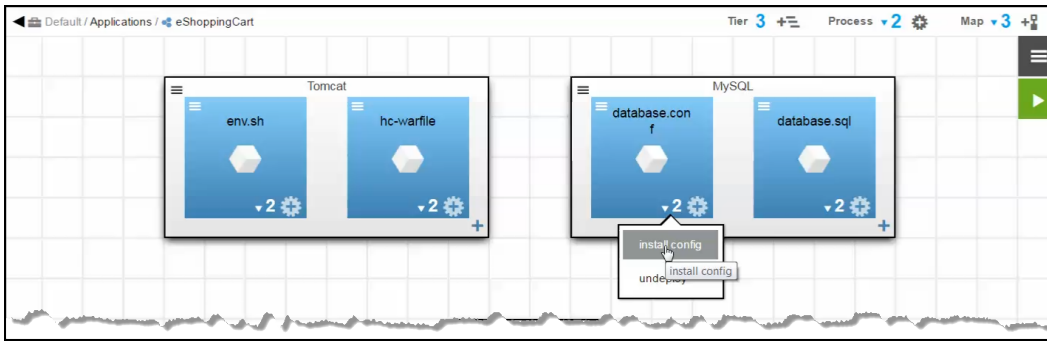 Default / Applications / eShoppingCart
Tier 3 Process 2 Map 3
Tomcat
env.sh
2
hc-warfile
2
MySQL
database.con
f
2
database.sql
2
install config
install config
undeploy